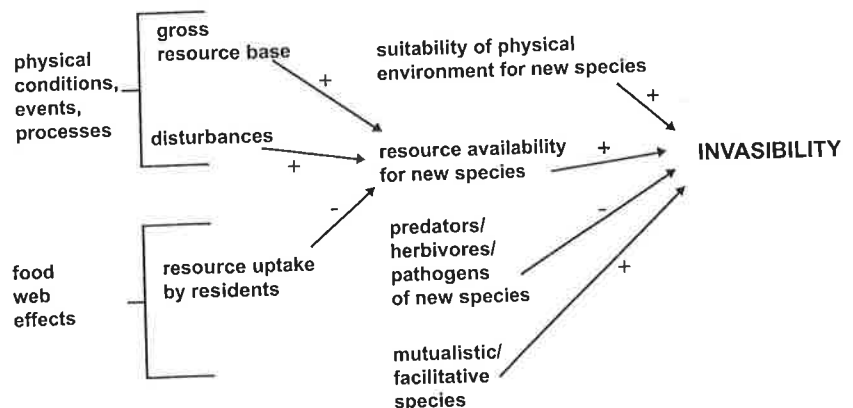 gross
resource base
physical
conditions,
events,
processes
disturbances
suitability of physical
environment for new species
+
+
+
+
resource availability
for new species
INVASIBILITY
-
-
+
food
web
effects
resource uptake
by residents
predators/
herbivores/
pathogens
of new species
mutualistic/
facilitative
species